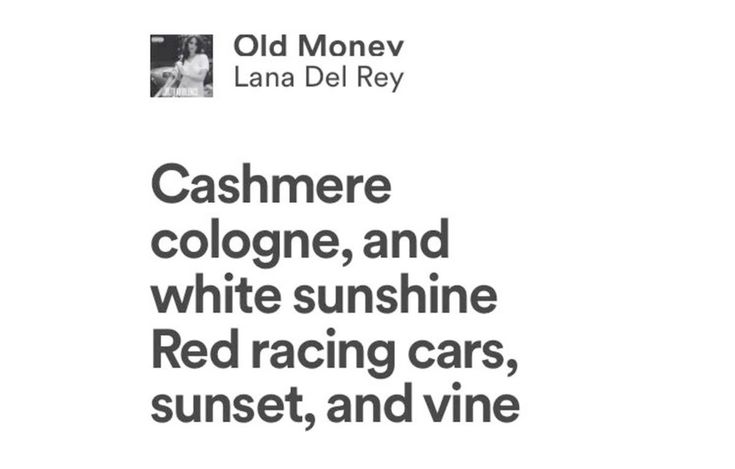 Old Money
Lana Del Rey
Cashmere
cologne, and
white sunshine
Red racing cars,
sunset, and vine